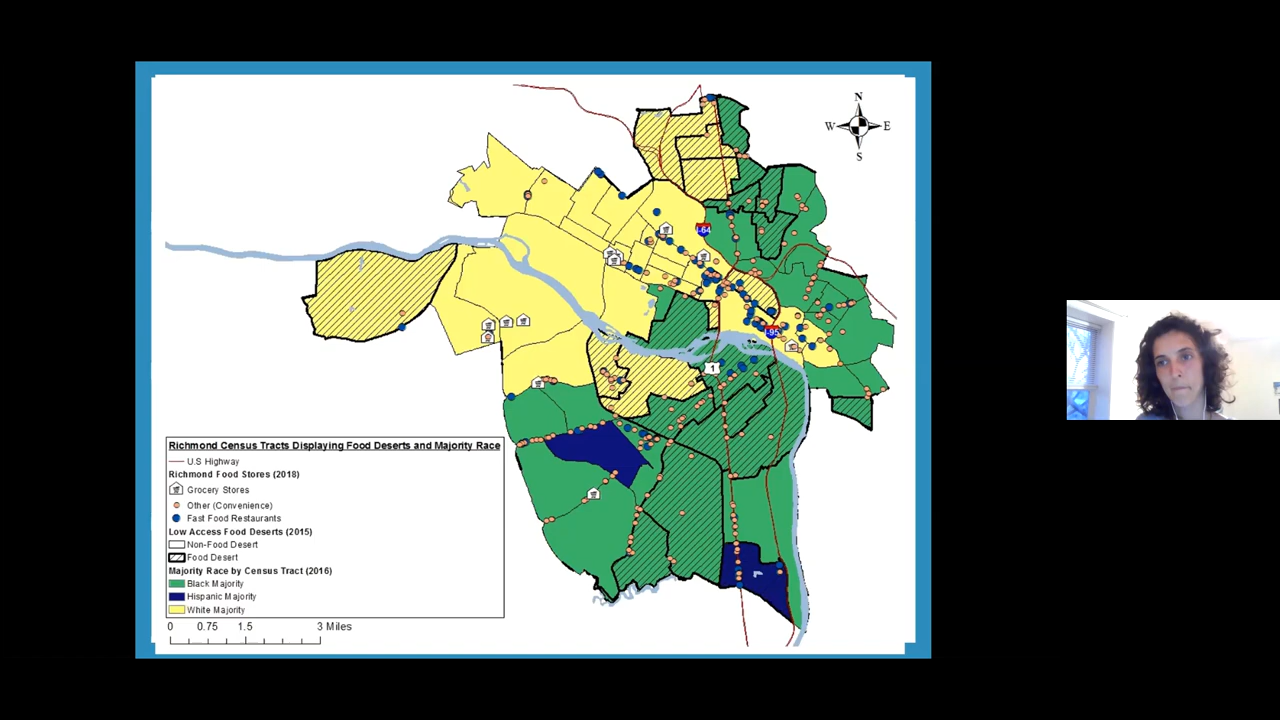 N
W E
S
I-64
I-95
1
Richmond Census Tracts Displaying Food Deserts and Majority Race
U.S Highway
Richmond Food Stores (2018)
Grocery Stores
Other (Convenience)
Fast Food Restaurants
Low Access Food Deserts (2015)
Non-Food Desert
Food Desert
Majority Race by Census Tract (2016)
Black Majority
Hispanic Majority
White Majority
0 0.75 1.5 3 Miles